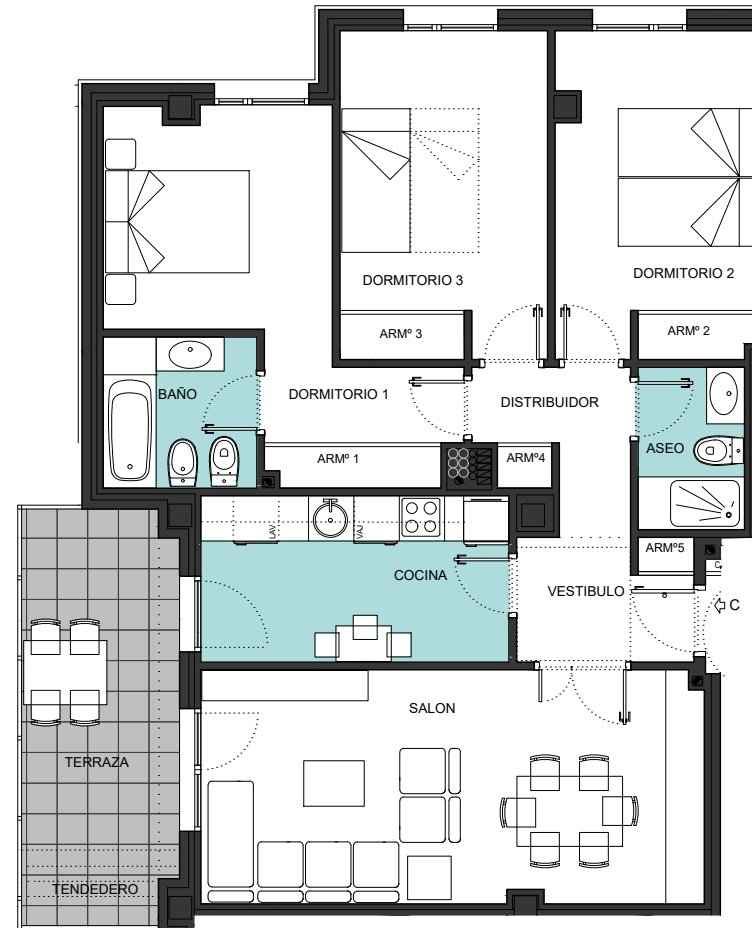 DORMITORIO 3
DORMITORIO 2
ARMº 3
ARMº 2
BAÑO
DORMITORIO 1
DISTRIBUIDOR
ASEO
ARMº 1
ARMº4
LAV
VAJ
COCINA
ARMº5
VESTIBULO
C
C
SALON
TERRAZA
TENDEDERO